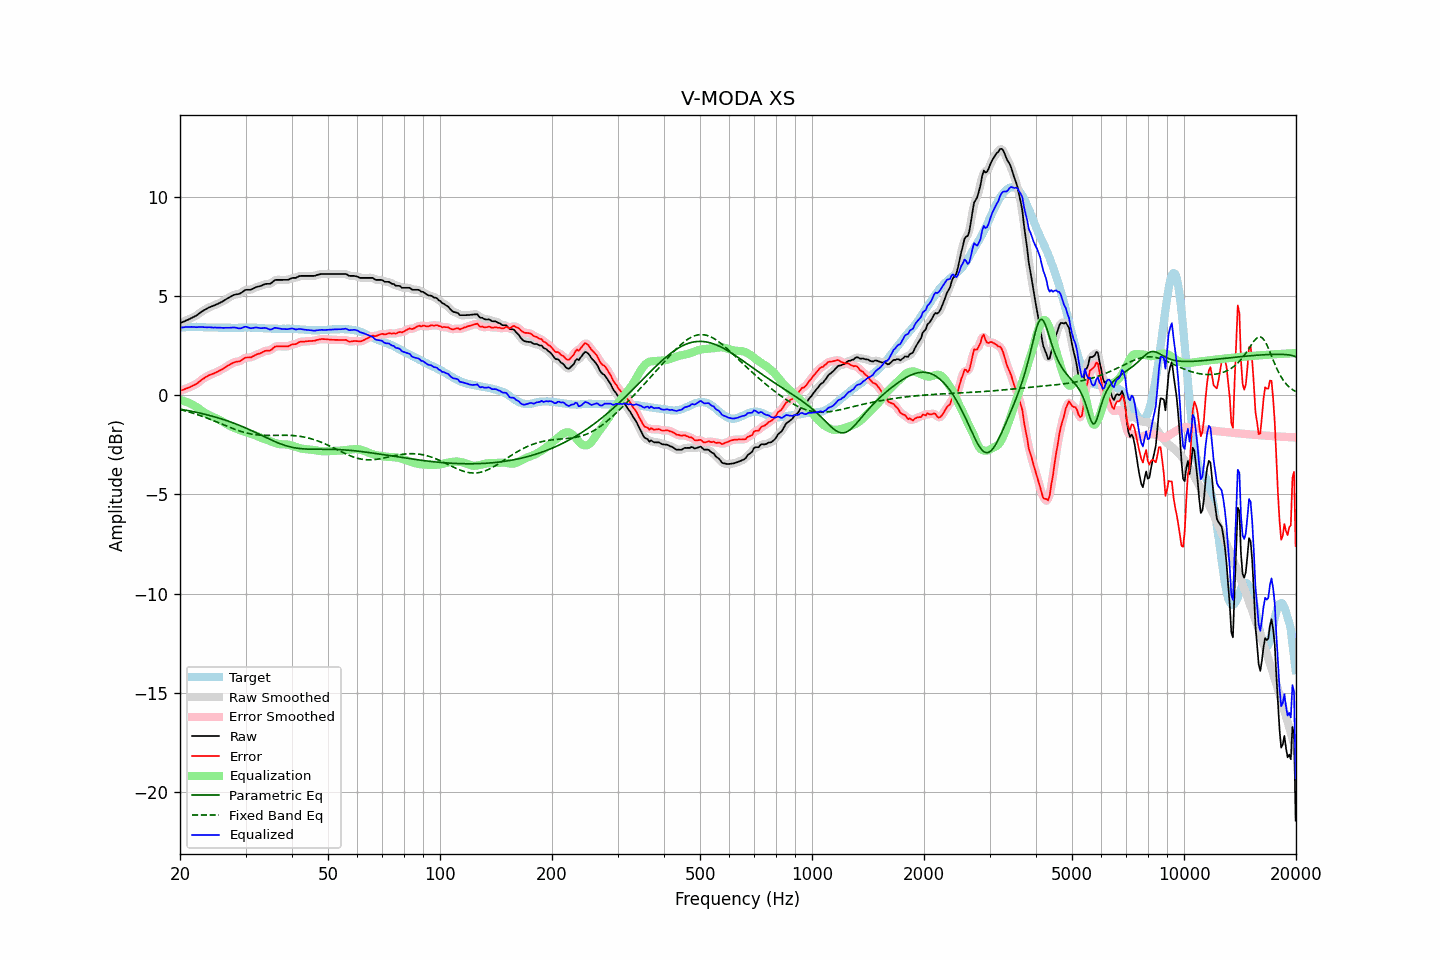 V-MODA XS
Amplitude (dBr)
10
5
0
−5
−10
−15
−20
Target
Raw Smoothed
Error Smoothed
Raw
Error
Equalization
Parametric Eq
Fixed Band Eq
Equalized
20 50 100 200 500 1000 2000 5000 10000 20000
Frequency (Hz)